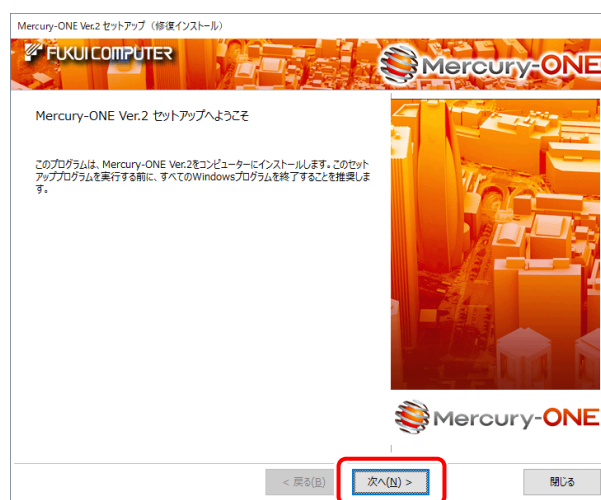 Mercury-ONE Ver.2 セットアップ（修復インストール）
FUKUI COMPUTER
Mercury-ONE
Mercury-ONE Ver.2 セットアップへようこそ
このプログラムは、Mercury-ONE Ver.2をコンピューターにインストールします。このセット
アッププログラムを実行する前に、すべてのWindowsプログラムを終了することを推奨しま
す。
Mercury-ONE
< 戻る(B)
次へ(N) >
閉じる